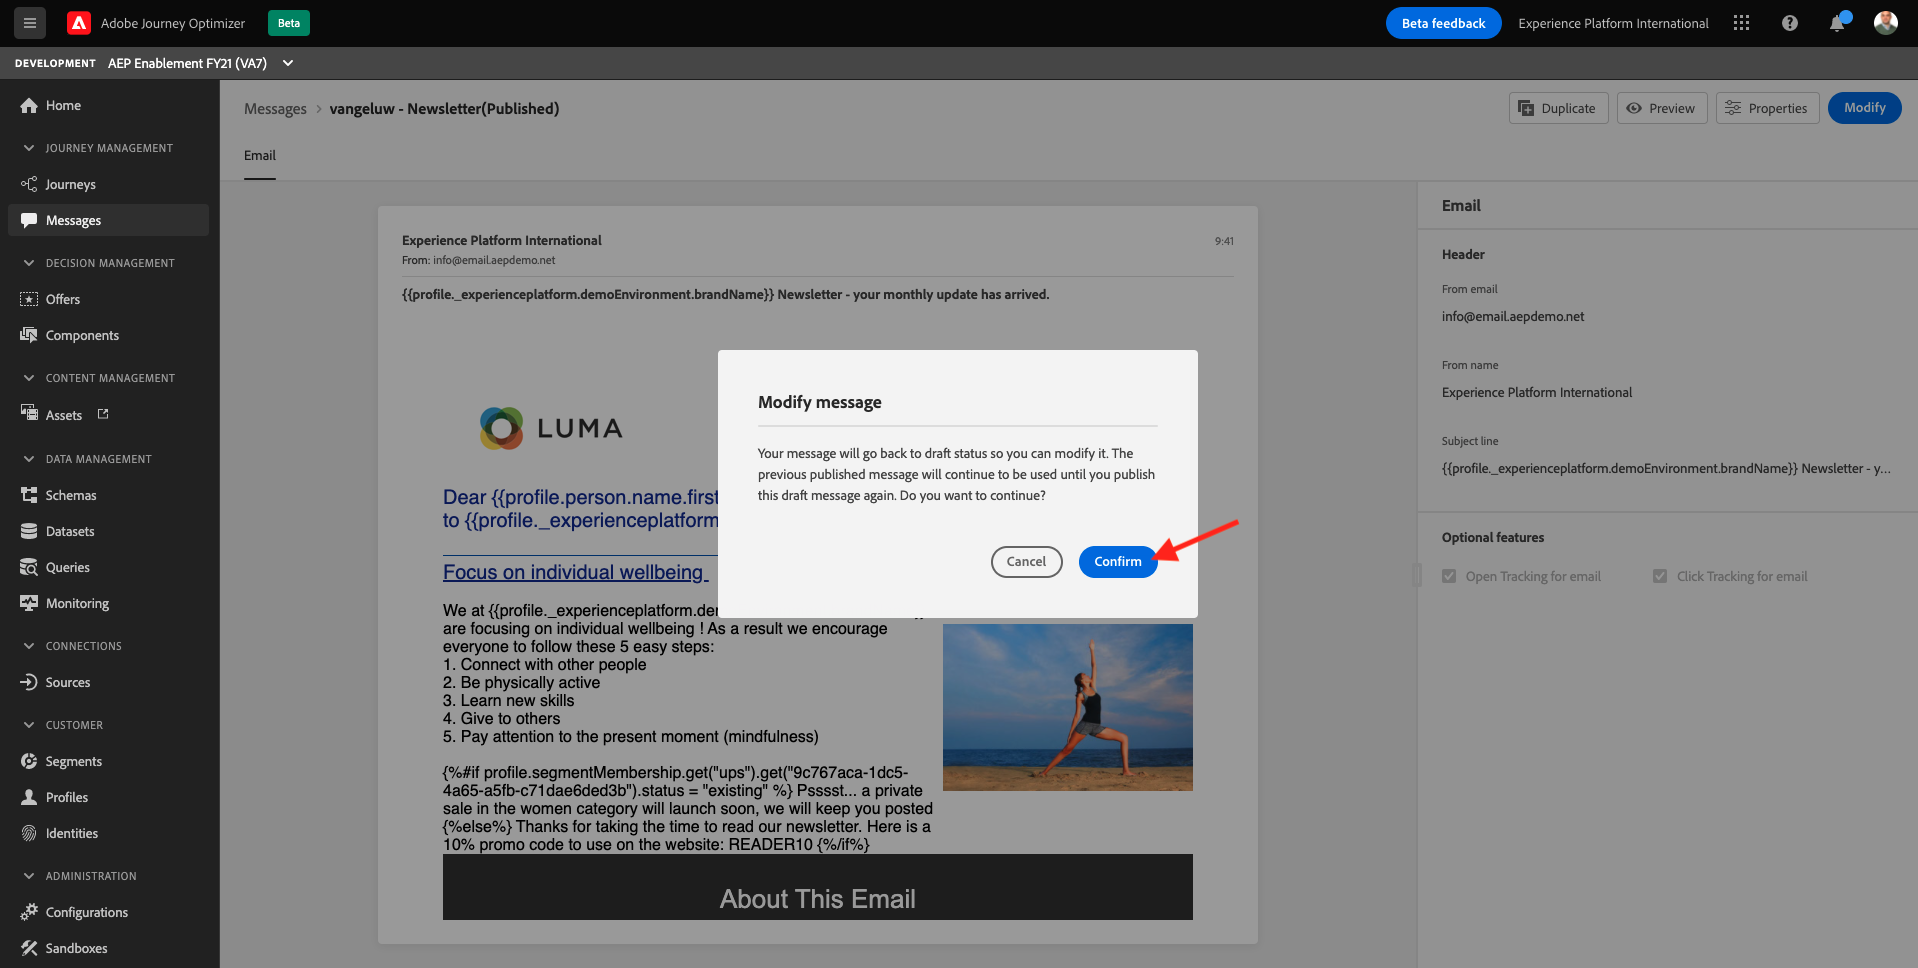 Adobe Journey Optimizer
Beta
Beta feedback
Experience Platform International
DEVELOPMENT AEP Enablement FY21 (VA7)
Home
JOURNEY MANAGEMENT
Journeys
Messages
DECISION MANAGEMENT
Offers
Components
CONTENT MANAGEMENT
Assets
DATA MANAGEMENT
Schemas
Datasets
Queries
Monitoring
CONNECTIONS
Sources
CUSTOMER
Segments
Profiles
Identities
ADMINISTRATION
Configurations
Sandboxes
Messages > vangeluw - Newsletter(Published)
Duplicate
Preview
Properties
Modify
Email
Experience Platform International
9:41
From: info@email.aepdemo.net
{{profile._experienceplatform.demoEnvironment.brandName}} Newsletter - your monthly update has arrived.
LUMA
Dear {{profile.person.name.first
to {{profile._experienceplatform
Focus on individual wellbeing
We at {{profile._experienceplatform.de
are focusing on individual wellbeing ! As a result we encourage
everyone to follow these 5 easy steps:
1. Connect with other people
2. Be physically active
3. Learn new skills
4. Give to others
5. Pay attention to the present moment (mindfulness)
{%#if profile.segmentMembership.get("ups").get("9c767aca-1dc5-
4a65-a5fb-c71dae6ded3b").status = "existing" %} Psssst... a private
sale in the women category will launch soon, we will keep you posted
{%else%} Thanks for taking the time to read our newsletter. Here is a
10% promo code to use on the website: READER10 {%/if%}
About This Email
Modify message
Your message will go back to draft status so you can modify it. The
previous published message will continue to be used until you publish
this draft message again. Do you want to continue?
Cancel
Confirm
Email
Header
From email
info@email.aepdemo.net
From name
Experience Platform International
Subject line
{{profile._experienceplatform.demoEnvironment.brandName}} Newsletter - y...
Optional features
Open Tracking for email
Click Tracking for email